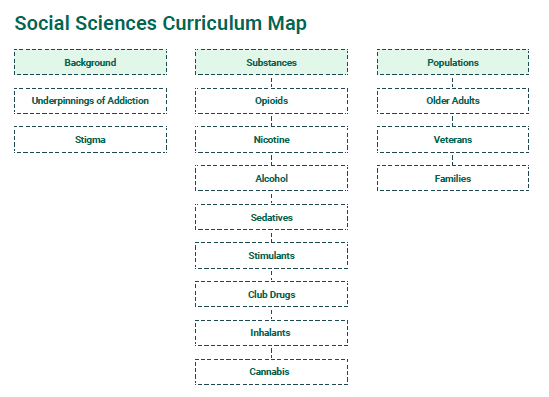 Social Sciences Curriculum Map
Background
Underpinnings of Addiction
Stigma
Substances
Opioids
Nicotine
Alcohol
Sedatives
Stimulants
Club Drugs
Inhalants
Cannabis
Populations
Older Adults
Veterans
Families